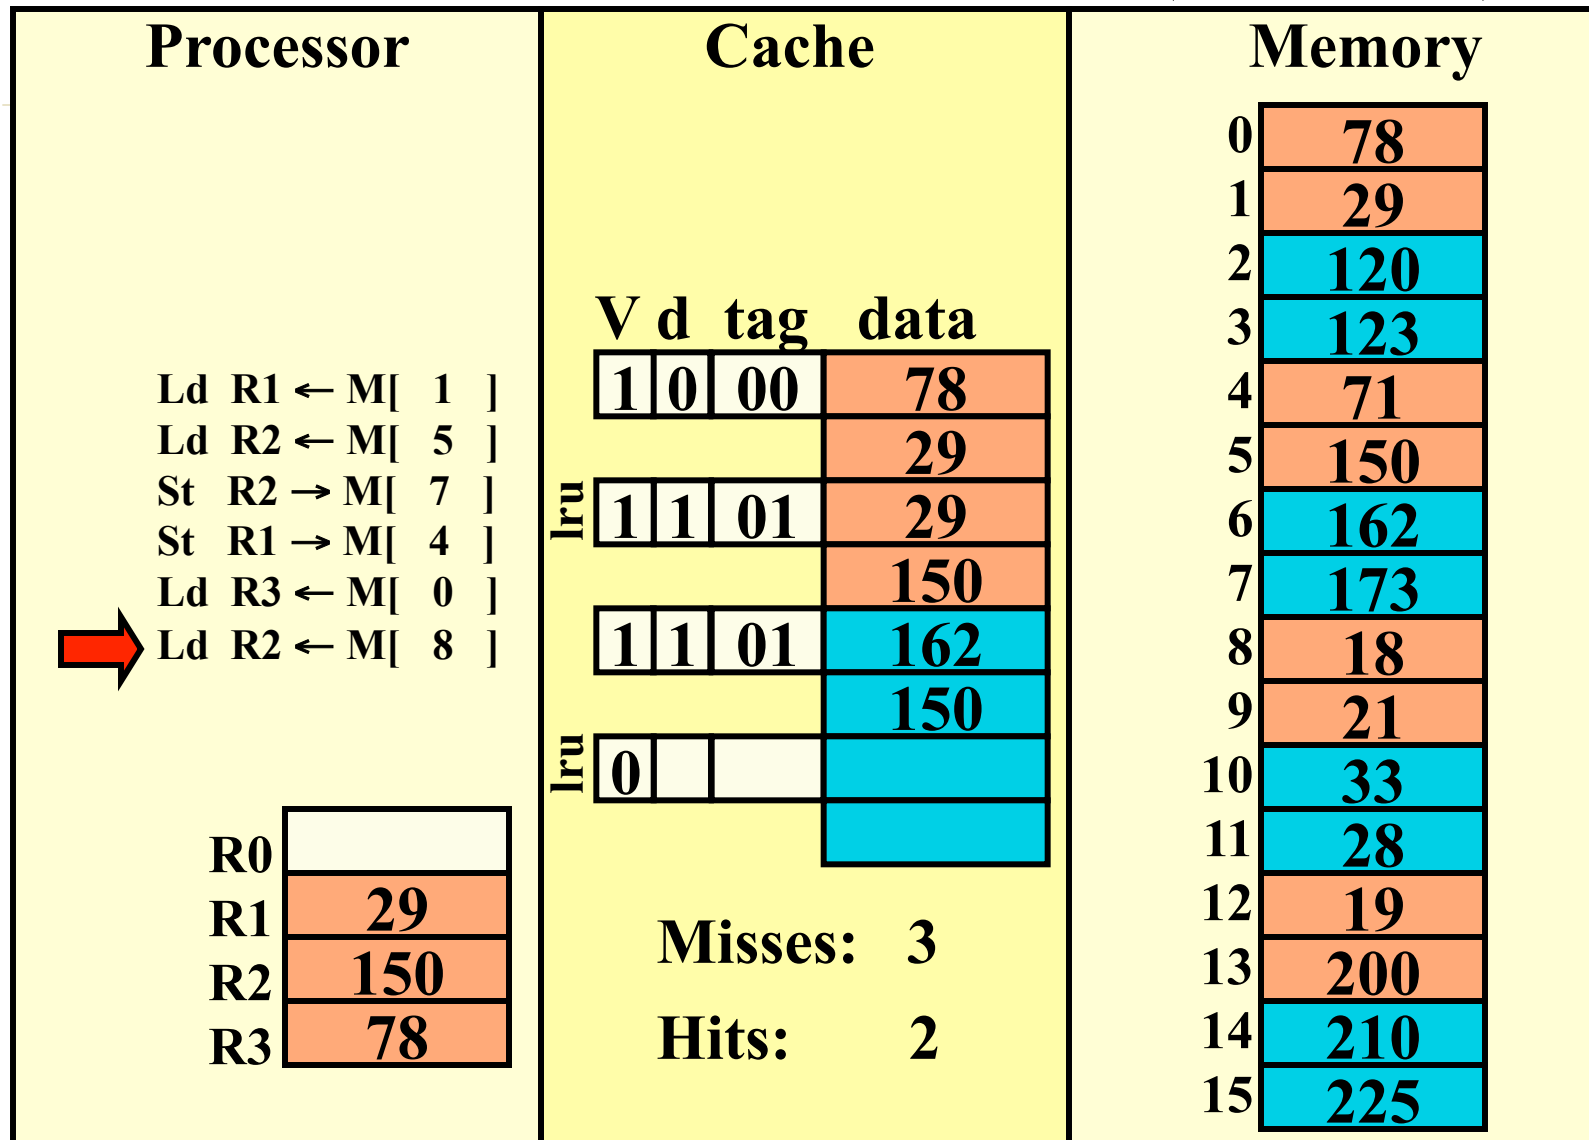 Processor
Cache
Memory
Ld R1 ← M[ 1 ]
Ld R2 ← M[ 5 ]
St R2 → M[ 7 ]
St R1 → M[ 4 ]
Ld R3 ← M[ 0 ]
Ld R2 ← M[ 8 ]
R0
R1 29
R2 150
R3 78
V d tag data
1 0 00 78
29
lru 1 1 01 29
150
1 1 01 162
150
lru 0
Misses: 3
Hits: 2
0 78
1 29
2 120
3 123
4 71
5 150
6 162
7 173
8 18
9 21
10 33
11 28
12 19
13 200
14 210
15 225